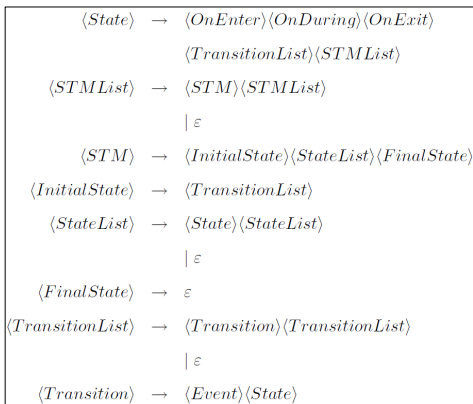 ⟨State⟩ → ⟨OnEnter⟩⟨OnDuring⟩⟨OnExit⟩
⟨TransitionList⟩⟨STMList⟩
⟨STMList⟩ → ⟨STM⟩⟨STMList⟩
| ε
⟨STM⟩ → ⟨InitialState⟩⟨StateList⟩⟨FinalState⟩
⟨InitialState⟩ → ⟨TransitionList⟩
⟨StateList⟩ → ⟨State⟩⟨StateList⟩
| ε
⟨FinalState⟩ → ε
⟨TransitionList⟩ → ⟨Transition⟩⟨TransitionList⟩
| ε
⟨Transition⟩ → ⟨Event⟩⟨State⟩